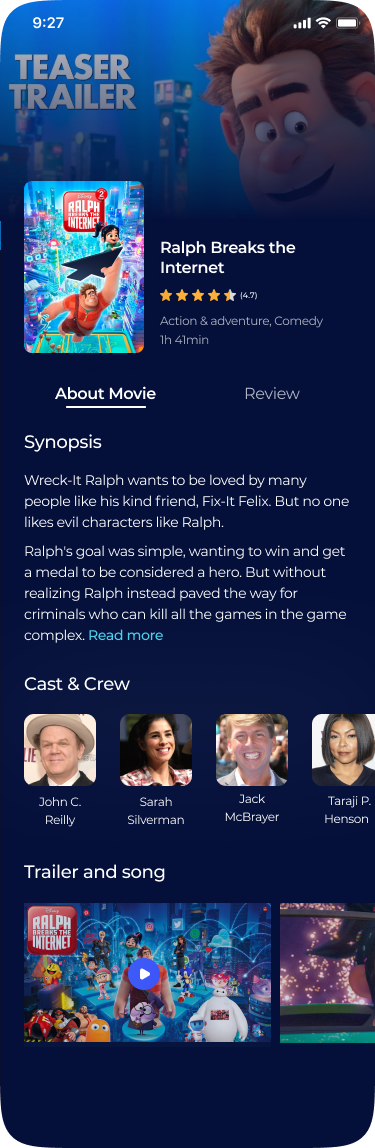 9:27
TEASER
TRAILER
Disney
2
RALPH
BREAKS THE
INTERNET
Ralph Breaks the
Internet
(4.7)
Action & adventure, Comedy
1h 41min
About Movie
Review
Synopsis
Wreck-It Ralph wants to be loved by many
people like his kind friend, Fix-It Felix. But no one
likes evil characters like Ralph.
Ralph's goal was simple, wanting to win and get
a medal to be considered a hero. But without
realizing Ralph instead paved the way for
criminals who can kill all the games in the game
complex. Read more
Cast & Crew
John C.
Reilly
Sarah
Silverman
Jack
McBrayer
Taraji P.
Henson
Trailer and song
RALPH
BREAKS THE
INTERNET